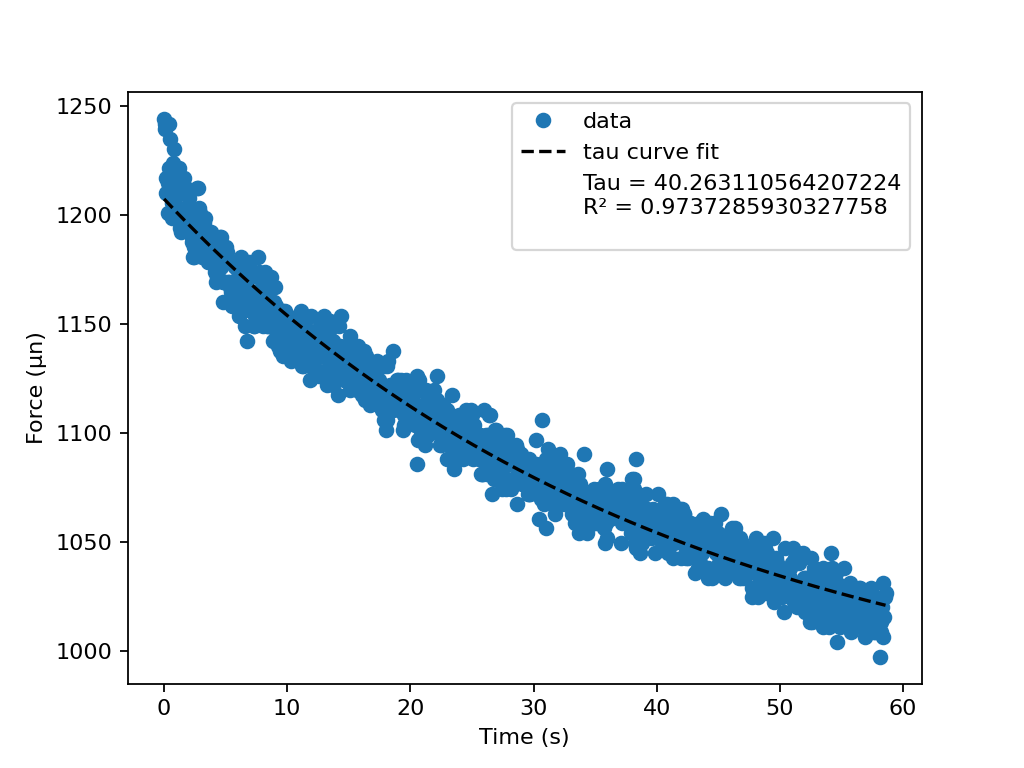 data
tau curve fit
Tau = 40.263110564207224
R² = 0.9737285930327758
1250
1200
1150
1100
1050
1000
Force (μn)
0 10 20 30 40 50 60
Time (s)